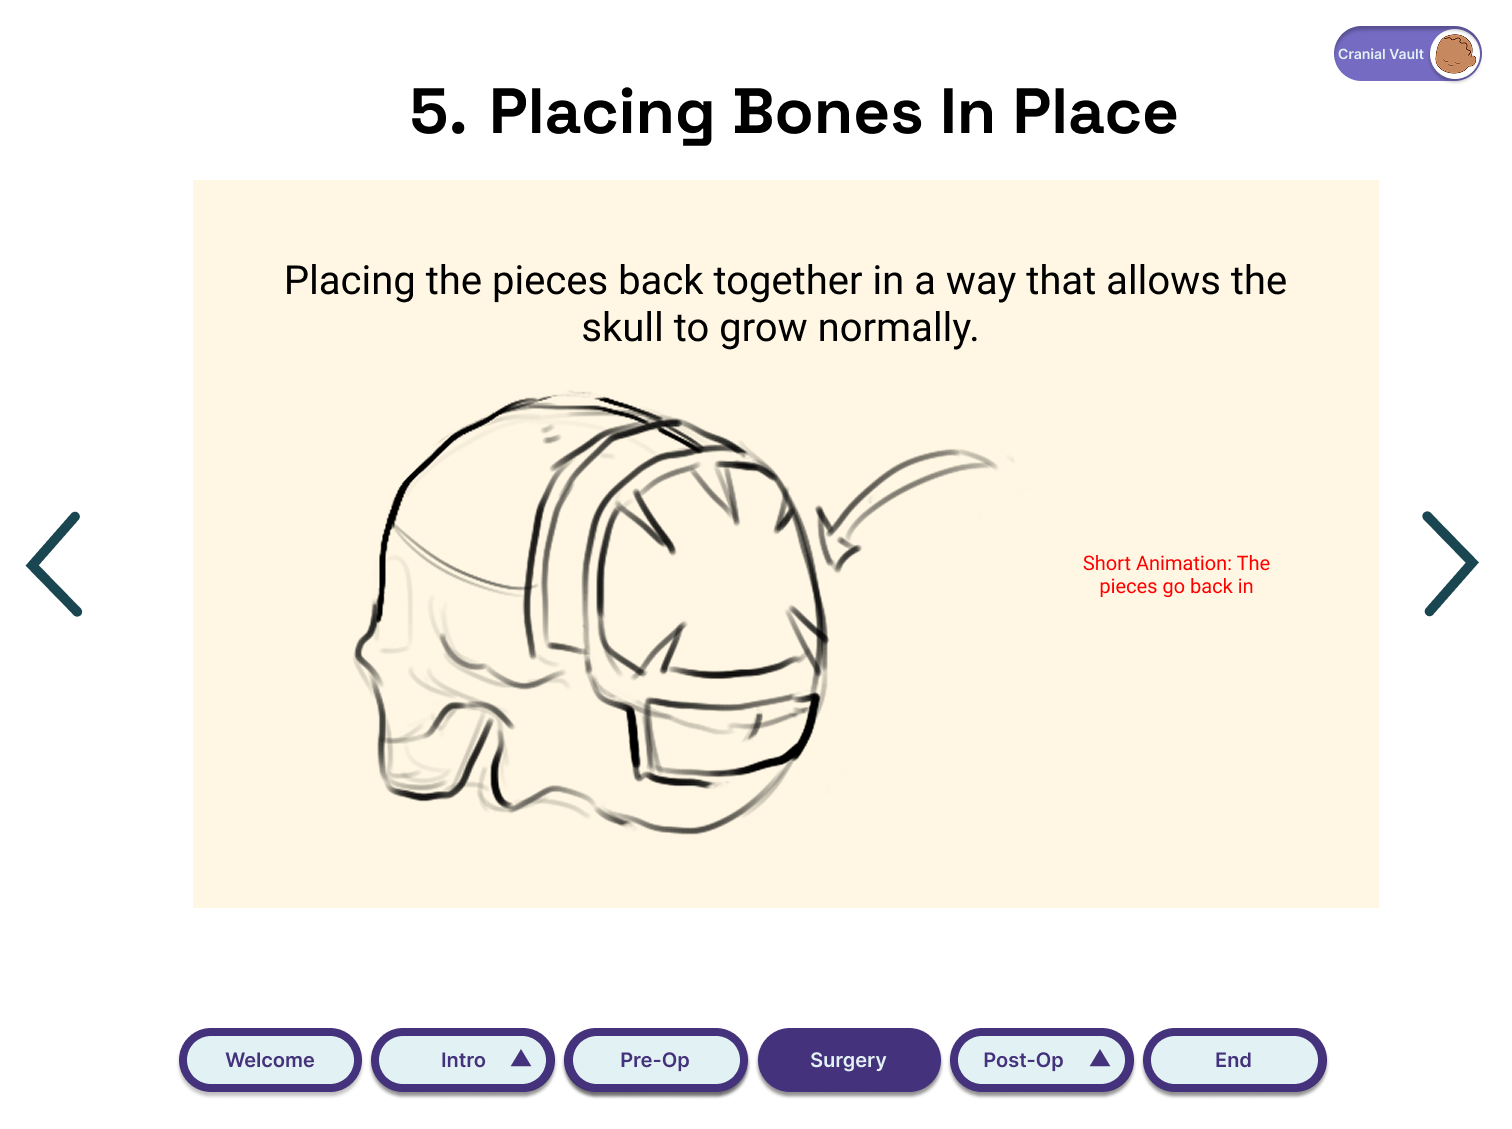 Cranial Vault
5. Placing Bones In Place
Placing the pieces back together in a way that allows the
skull to grow normally.
Short Animation: The
pieces go back in
Welcome
Intro
Pre-Op
Surgery
Post-Op
End